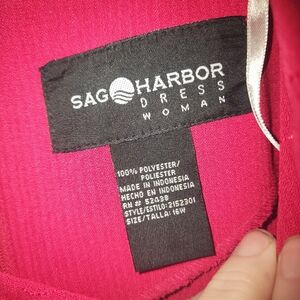 SAG HARBOR
DRESS
WOMAN
100% POLYESTER/
POLIESTER
MADE IN INDONESIA
HECHO EN INDONESIA
RN # 52438
STYLE/ESTILO: 2152301
SIZE/TALLA: 16W